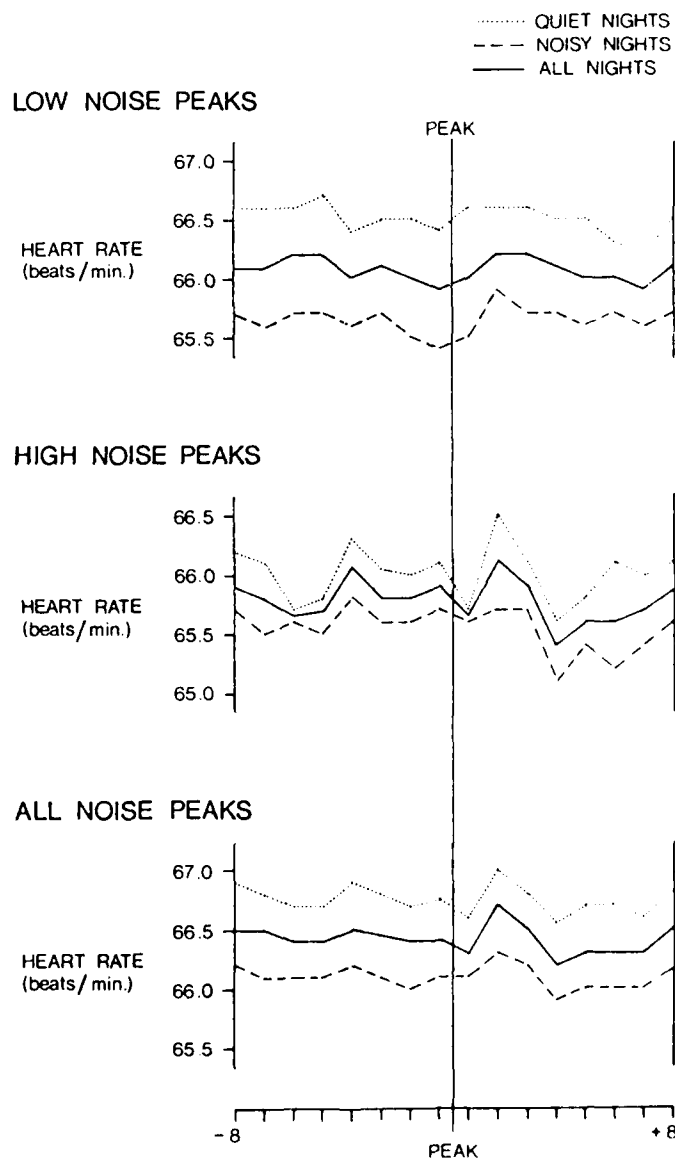 QUIET NIGHTS
NOISY NIGHTS
ALL NIGHTS
LOW NOISE PEAKS
PEAK
67.0
66.5
HEART RATE
(beats/min.)
66.0
65.5
HIGH NOISE PEAKS
66.5
66.0
HEART RATE
(beats/min.)
65.5
65.0
ALL NOISE PEAKS
67.0
66.5
HEART RATE
(beats/min.)
66.0
65.5
-8
PEAK
+8